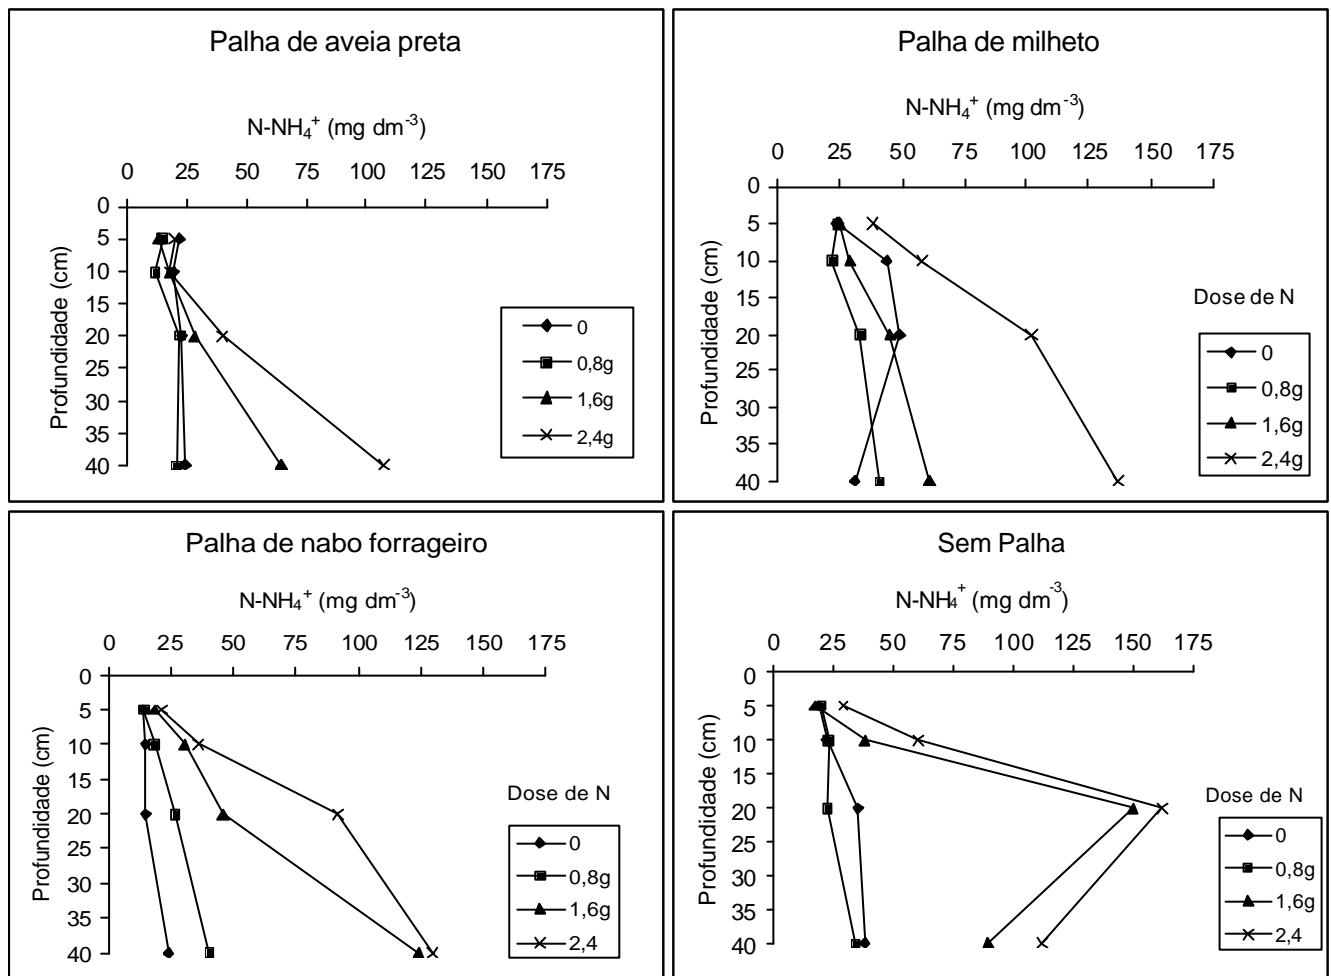 Palha de aveia preta
N-NH₄⁺ (mg dm⁻³)
0 25 50 75 100 125 150 175
Profundidade (cm)
0
5
10
15
20
25
30
35
40
0
0,8g
1,6g
2,4g
Palha de milheto
N-NH₄⁺ (mg dm⁻³)
0 25 50 75 100 125 150 175
Profundidade (cm)
0
5
10
15
20
25
30
35
40
Dose de N
0
0,8g
1,6g
2,4g
Palha de nabo forrageiro
N-NH₄⁺ (mg dm⁻³)
0 25 50 75 100 125 150 175
Profundidade (cm)
0
5
10
15
20
25
30
35
40
Dose de N
0
0,8g
1,6g
2,4
Sem Palha
N-NH₄⁺ (mg dm⁻³)
0 25 50 75 100 125 150 175
Profundidade (cm)
0
5
10
15
20
25
30
35
40
Dose de N
0
0,8g
1,6g
2,4